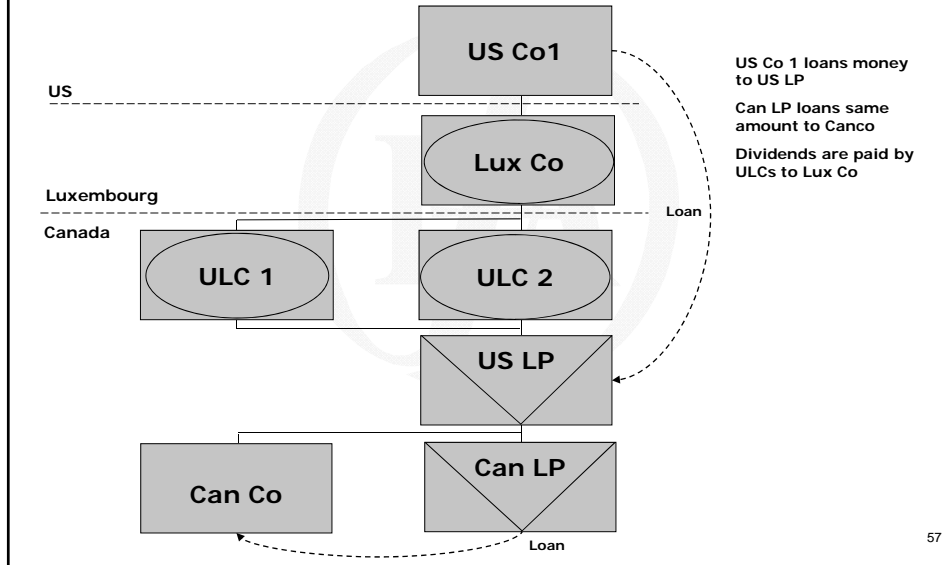 US Co1
US Co 1 loans money
to US LP
Can LP loans same
amount to Canco
Dividends are paid by
ULCs to Lux Co
US
Lux Co
Luxembourg
Loan
Canada
ULC 1
ULC 2
US LP
Can Co
Can LP
Loan
57